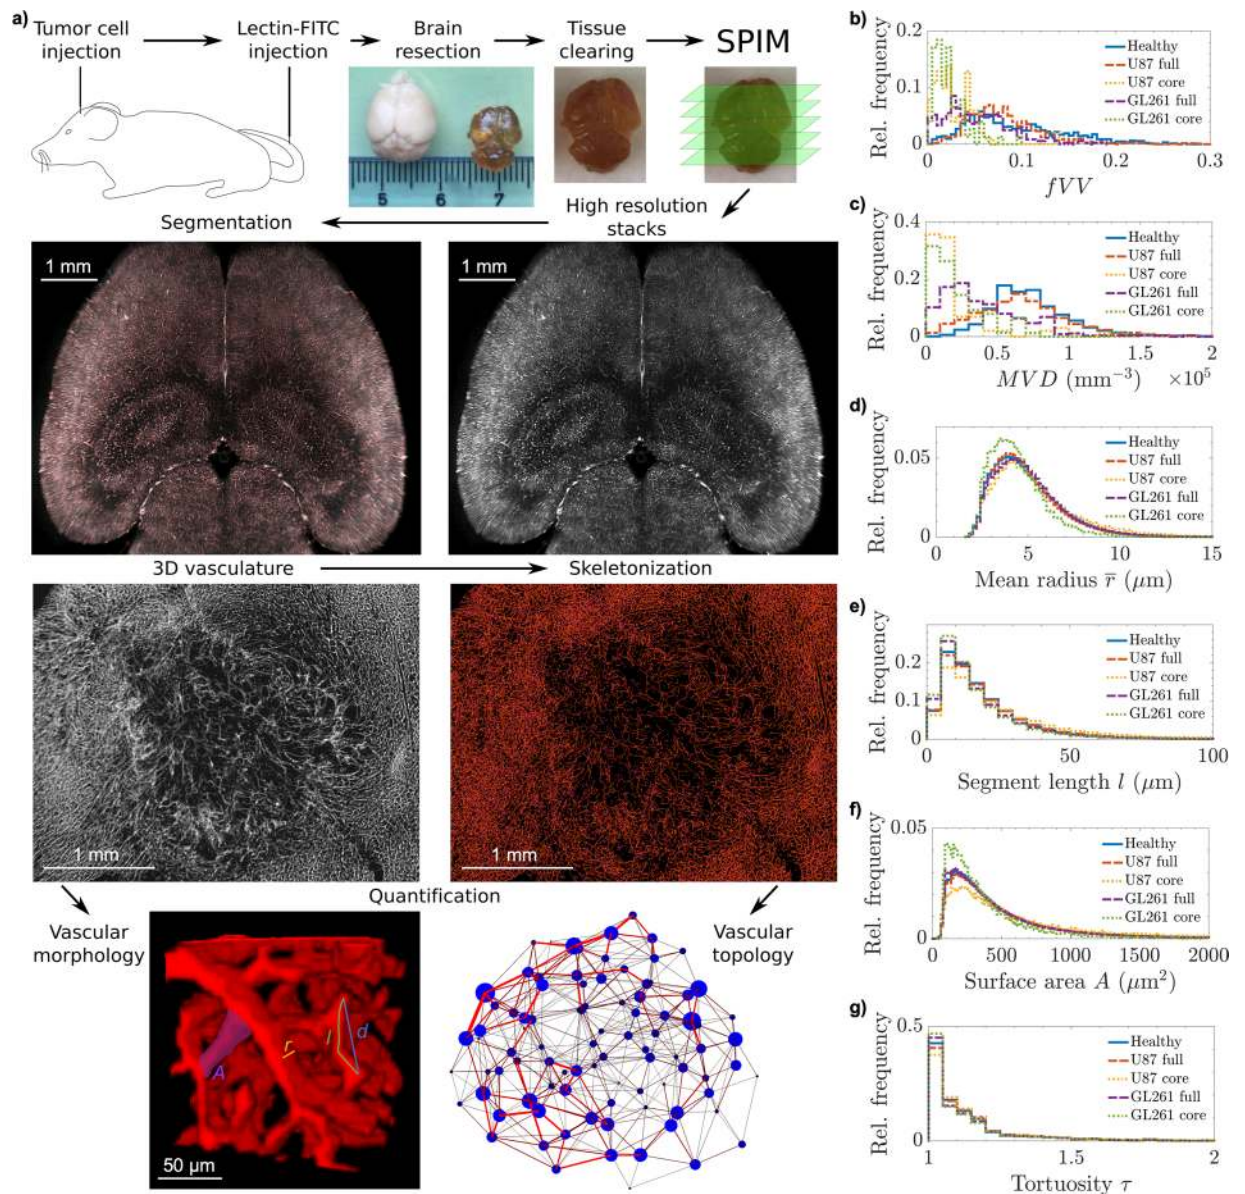 a)
Tumor cell
injection
Lectin-FITC
injection
Brain
resection
Tissue
clearing
SPIM
5 6 7
Segmentation
High resolution
stacks
1 mm
1 mm
3D vasculature
Skeletonization
1 mm
1 mm
Quantification
Vascular
morphology
Vascular
topology
A
r
l
d
50 μm
b)
Rel. frequency
0.2
0.1
0
Healthy
U87 full
U87 core
GL261 full
GL261 core
0 0.1 0.2 0.3
fVV
c)
Rel. frequency
0.4
0.2
0
Healthy
U87 full
U87 core
GL261 full
GL261 core
0 0.5 1 1.5 2
MVD (mm⁻³) ×10⁵
d)
Rel. frequency
0.05
0
Healthy
U87 full
U87 core
GL261 full
GL261 core
0 5 10 15
Mean radius r̅ (μm)
e)
Rel. frequency
0.2
0.1
0
Healthy
U87 full
U87 core
GL261 full
GL261 core
0 50 100
Segment length l (μm)
f)
Rel. frequency
0.05
0
Healthy
U87 full
U87 core
GL261 full
GL261 core
0 500 1000 1500 2000
Surface area A (μm²)
g)
Rel. frequency
0.5
0
Healthy
U87 full
U87 core
GL261 full
GL261 core
1 1.5 2
Tortuosity τ